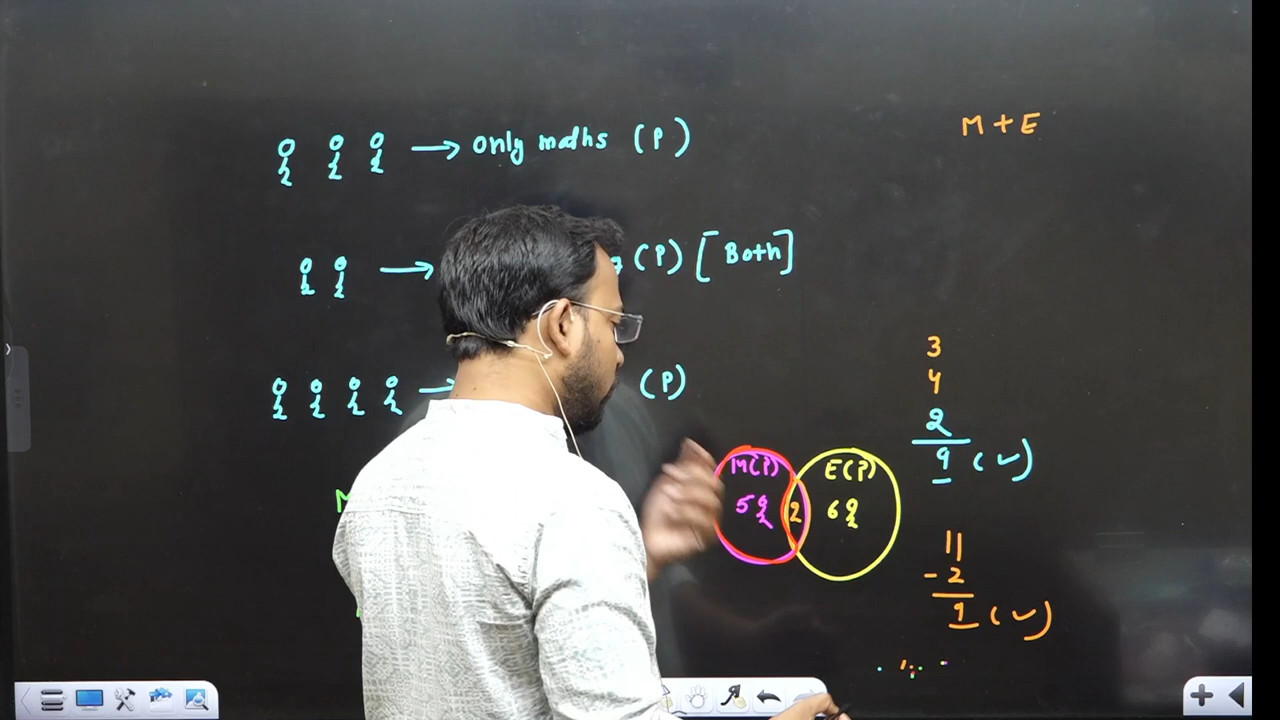 M + E
only maths (P)
(P) [Both]
(P)
3
4
2
9 (✓)
M(P) E(P)
5 2 6
11
- 2
9 (✓)
M